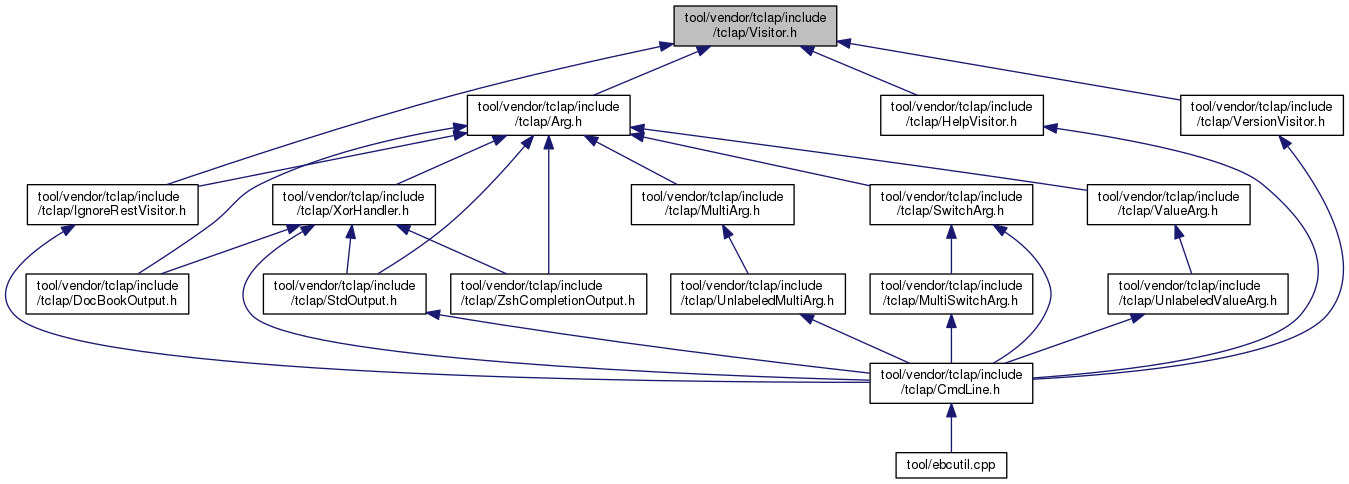 tool/vendor/tclap/include
/tclap/Visitor.h
tool/vendor/tclap/include
/tclap/Arg.h
tool/vendor/tclap/include
/tclap/HelpVisitor.h
tool/vendor/tclap/include
/tclap/VersionVisitor.h
tool/vendor/tclap/include
/tclap/IgnoreRestVisitor.h
tool/vendor/tclap/include
/tclap/XorHandler.h
tool/vendor/tclap/include
/tclap/MultiArg.h
tool/vendor/tclap/include
/tclap/SwitchArg.h
tool/vendor/tclap/include
/tclap/ValueArg.h
tool/vendor/tclap/include
/tclap/DocBookOutput.h
tool/vendor/tclap/include
/tclap/StdOutput.h
tool/vendor/tclap/include
/tclap/ZshCompletionOutput.h
tool/vendor/tclap/include
/tclap/UnlabeledMultiArg.h
tool/vendor/tclap/include
/tclap/MultiSwitchArg.h
tool/vendor/tclap/include
/tclap/UnlabeledValueArg.h
tool/vendor/tclap/include
/tclap/CmdLine.h
tool/ebcutil.cpp